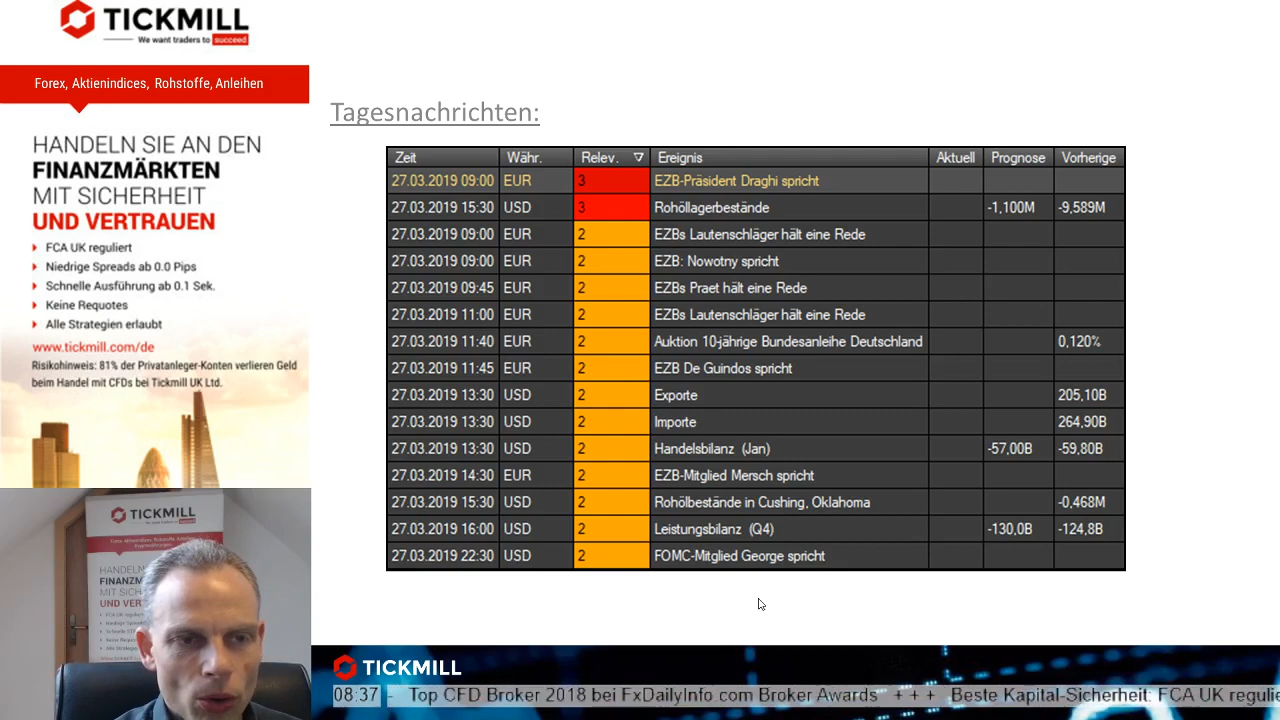 TICKMILL
We want traders to succeed
Forex, Aktienindices, Rohstoffe, Anleihen
HANDELN SIE AN DEN
FINANZMÄRKTEN
MIT SICHERHEIT
UND VERTRAUEN
FCA UK reguliert
Niedrige Spreads ab 0.0 Pips
Schnelle Ausführung ab 0.1 Sek.
Keine Requotes
Alle Strategien erlaubt
www.tickmill.com/de
Risikohinweis: 81% der Privatanleger-Konten verlieren Geld
beim Handel mit CFDs bei Tickmill UK Ltd.
Tagesnachrichten:
Zeit Währ. Relev. Ereignis Aktuell Prognose Vorherige
27.03.2019 09:00 EUR 3 EZB-Präsident Draghi spricht
27.03.2019 15:30 USD 3 Rohöllagerbestände -1,100M -9,589M
27.03.2019 09:00 EUR 2 EZBs Lautenschläger hält eine Rede
27.03.2019 09:00 EUR 2 EZB: Nowotny spricht
27.03.2019 09:45 EUR 2 EZBs Praet hält eine Rede
27.03.2019 11:00 EUR 2 EZBs Lautenschläger hält eine Rede
27.03.2019 11:40 EUR 2 Auktion 10-jährige Bundesanleihe Deutschland 0,120%
27.03.2019 11:45 EUR 2 EZB De Guindos spricht
27.03.2019 13:30 USD 2 Exporte 205,10B
27.03.2019 13:30 USD 2 Importe 264,90B
27.03.2019 13:30 USD 2 Handelsbilanz (Jan) -57,00B -59,80B
27.03.2019 14:30 EUR 2 EZB-Mitglied Mersch spricht
27.03.2019 15:30 USD 2 Rohölbestände in Cushing, Oklahoma -0,468M
27.03.2019 16:00 USD 2 Leistungsbilanz (Q4) -130,0B -124,8B
27.03.2019 22:30 USD 2 FOMC-Mitglied George spricht
TICKMILL
HANDELN
FINANZM
MIT SICH
UND VER
FCA UK reguliert
TICKMILL
08:37 - Top CFD Broker 2018 bei FxDailyInfo com Broker Awards + + + Beste Kapital-Sicherheit: FCA UK regulie